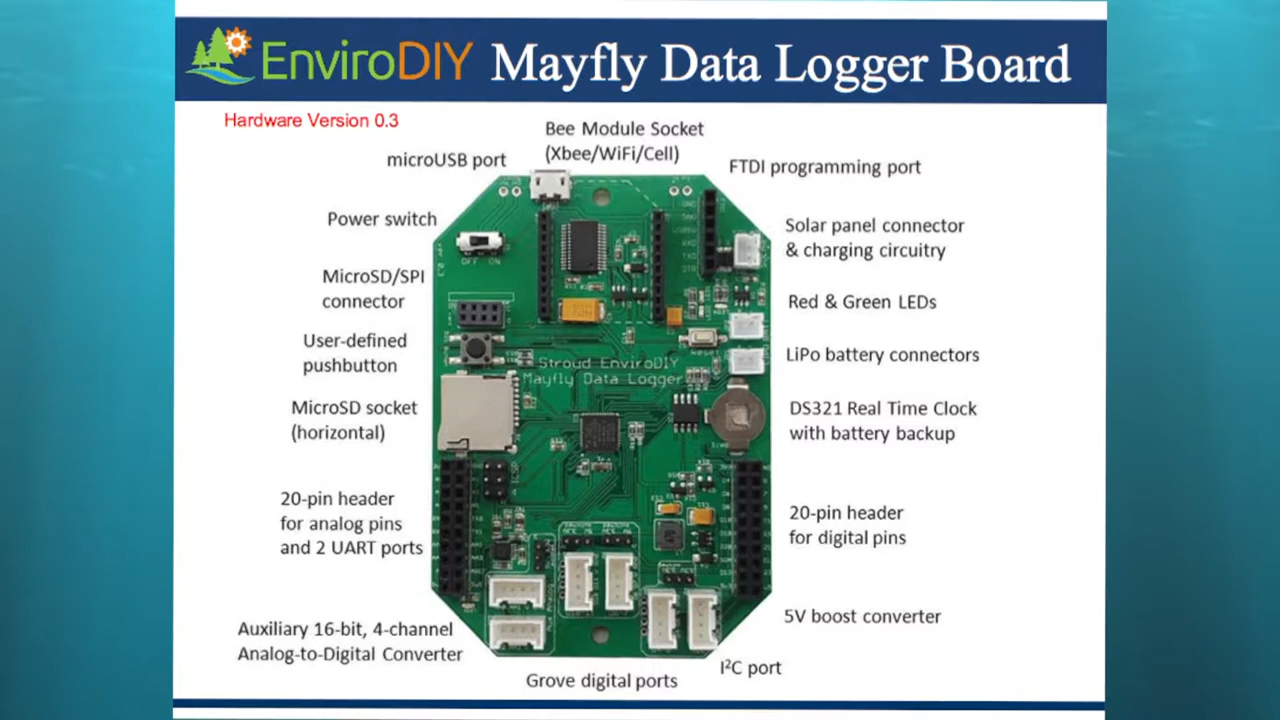 EnviroDIY Mayfly Data Logger Board
Hardware Version 0.3
Bee Module Socket
(Xbee/WiFi/Cell)
microUSB port
FTDI programming port
Power switch
Solar panel connector
& charging circuitry
MicroSD/SPI
connector
Red & Green LEDs
User-defined
pushbutton
LiPo battery connectors
MicroSD socket
(horizontal)
DS321 Real Time Clock
with battery backup
20-pin header
for analog pins
and 2 UART ports
20-pin header
for digital pins
5V boost converter
Auxiliary 16-bit, 4-channel
Analog-to-Digital Converter
I²C port
Grove digital ports
OFF ON
Reset
Stroud EnviroDIY
Mayfly Data Logger